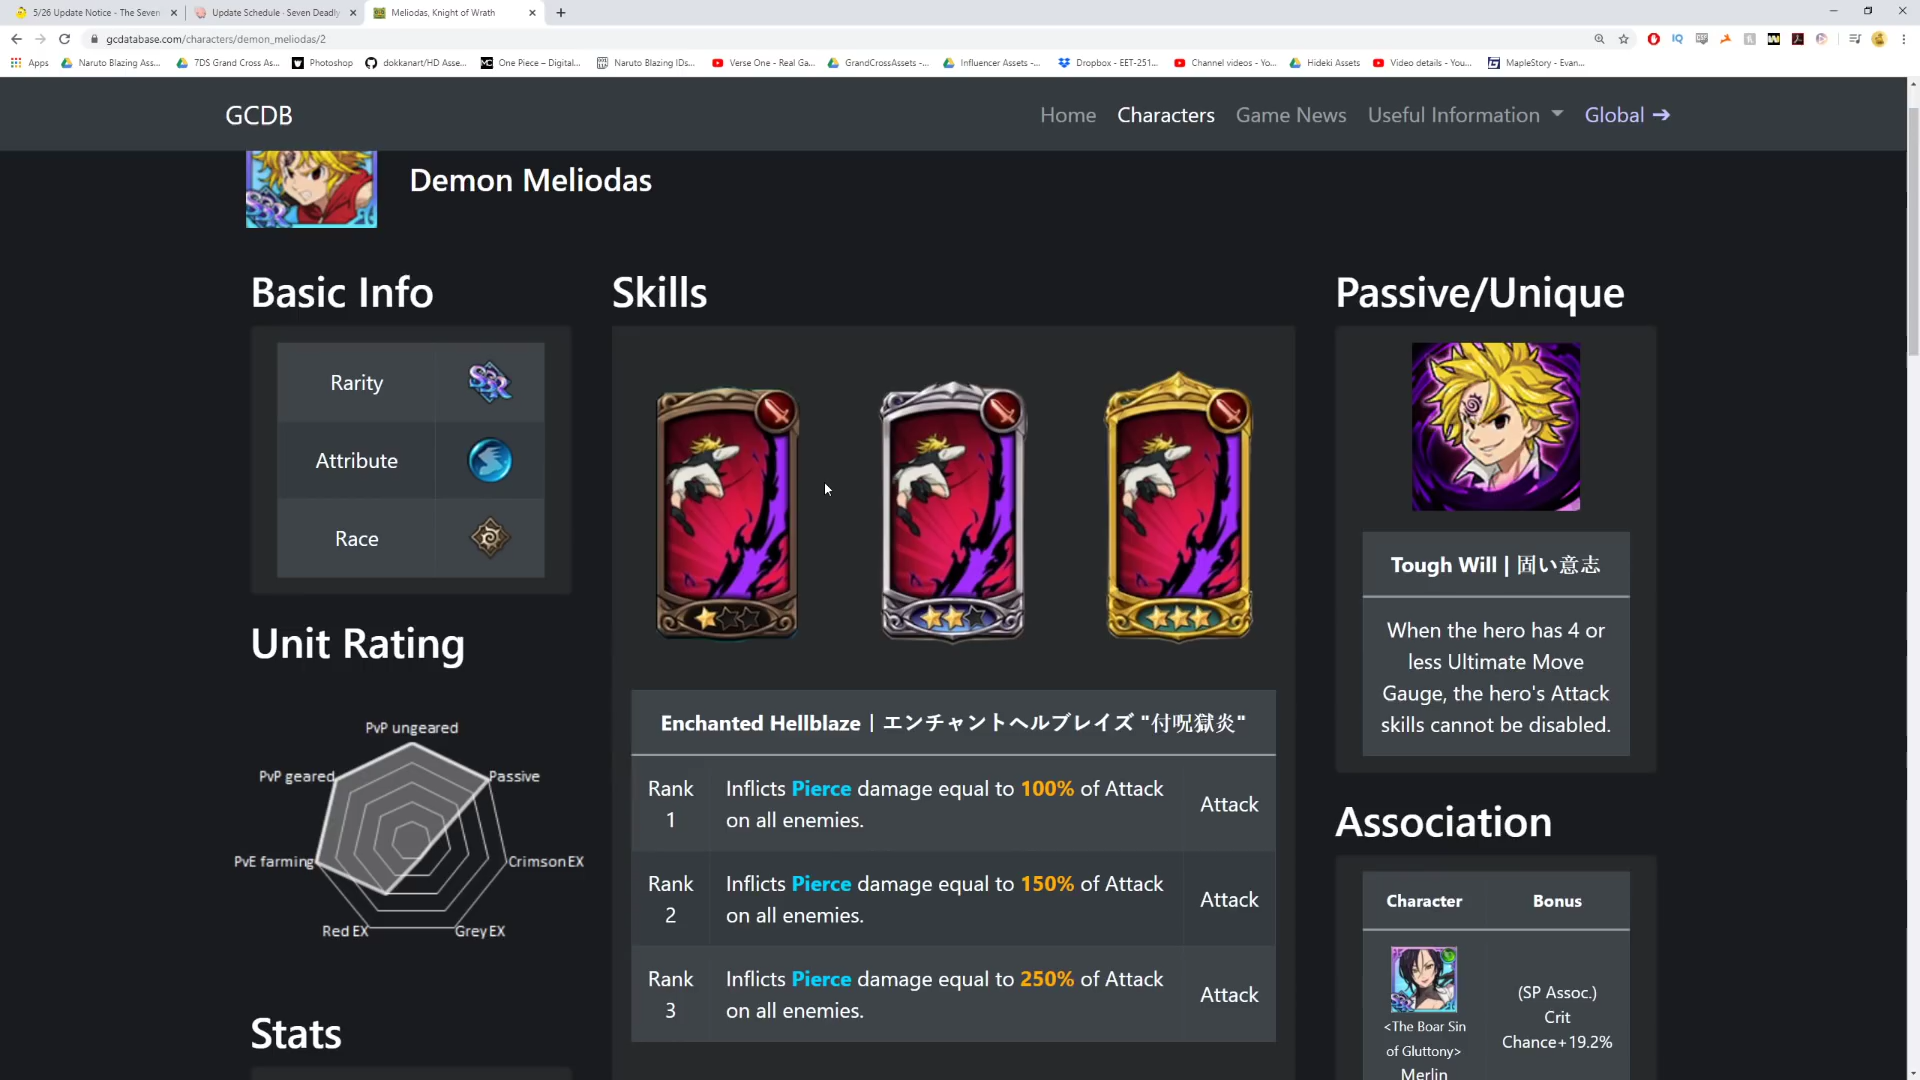 5/26 Update Notice - The Seven
Update Schedule - Seven Deadly
Meliodas, Knight of Wrath
gcdatabase.com/characters/demon_meliodas/2
Apps
Naruto Blazing Ass...
7DS Grand Cross As...
Photoshop
dokkanart/HD Asse...
One Piece – Digital...
Naruto Blazing IDs...
Verse One - Real Ga...
GrandCrossAssets -...
Influencer Assets -...
Dropbox - EET-251...
Channel videos - Yo...
Hideki Assets
Video details - You...
MapleStory - Evan...
GCDB
Home
Characters
Game News
Useful Information
Global
Demon Meliodas
Basic Info
Rarity
SSR
Attribute
Race
Unit Rating
PvP ungeared
PvP geared
Passive
PvE farming
Crimson EX
Red EX
Grey EX
Stats
Skills
Enchanted Hellblaze | エンチャントヘルブレイズ "付呪獄炎"
Rank 1
Inflicts Pierce damage equal to 100% of Attack
on all enemies.
Attack
Rank 2
Inflicts Pierce damage equal to 150% of Attack
on all enemies.
Attack
Rank 3
Inflicts Pierce damage equal to 250% of Attack
on all enemies.
Attack
Passive/Unique
Tough Will | 固い意志
When the hero has 4 or
less Ultimate Move
Gauge, the hero's Attack
skills cannot be disabled.
Association
Character
Bonus
<The Boar Sin
of Gluttony>
Merlin
(SP Assoc.)
Crit
Chance+19.2%